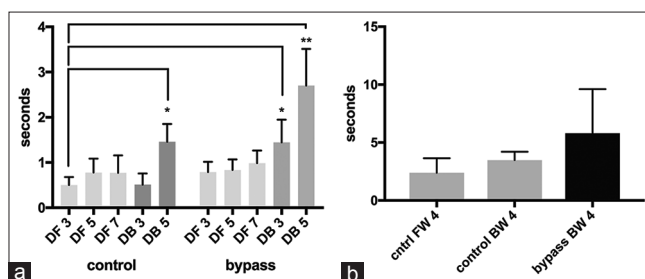 4
3
2
1
0
seconds
*
*
**
DF 3
DF 5
DF 7
DB 3
DB 5
DF 3
DF 5
DF 7
DB 3
DB 5
control
bypass
a
15
10
5
0
seconds
cntrl FW 4
control BW 4
bypass BW 4
b